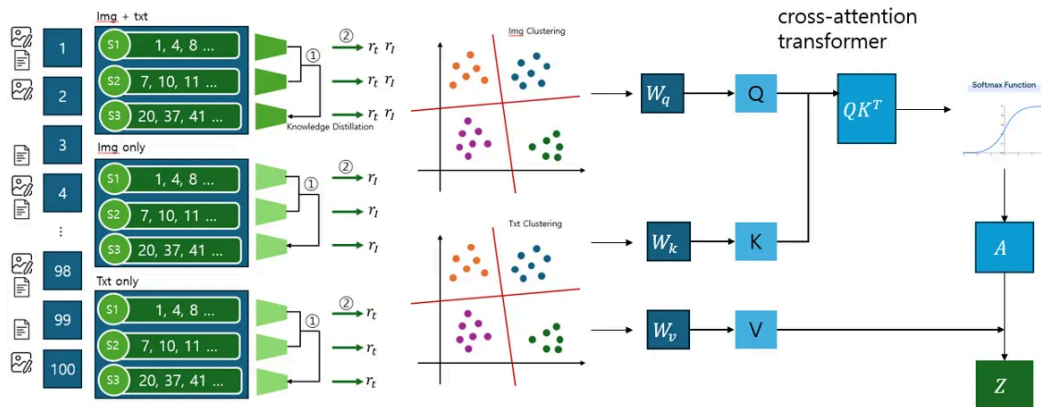 Img + txt
1
2
3
4
⋮
98
99
100
S1
1, 4, 8 ...
S2
7, 10, 11 ...
S3
20, 37, 41 ...
①
②
r_t r_I
r_t r_I
r_t r_I
Knowledge Distillation
Img only
S1
1, 4, 8 ...
S2
7, 10, 11 ...
S3
20, 37, 41 ...
①
②
r_I
r_I
r_I
Txt only
S1
1, 4, 8 ...
S2
7, 10, 11 ...
S3
20, 37, 41 ...
①
②
r_t
r_t
r_t
Img Clustering
Txt Clustering
cross-attention
transformer
W_q
Q
QK^T
Softmax Function
W_k
K
A
W_v
V
Z